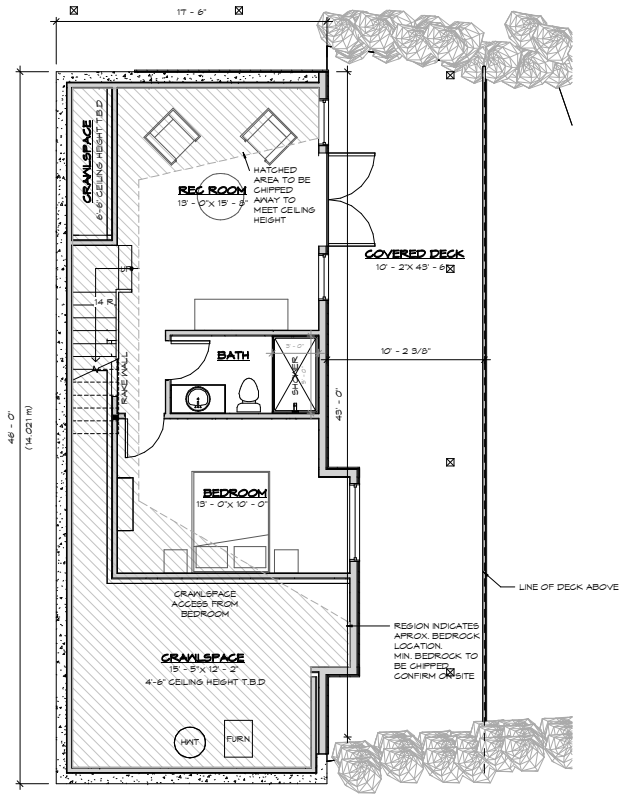 17' - 6"
CRAWLSPACE
6'-6" CEILING HEIGHT T.B.D
REC ROOM
13' - 0"X 15' - 8"
HATCHED
AREA TO BE
CHIPPED
AWAY TO
MEET CEILING
HEIGHT
COVERED DECK
10' - 2"X 43' - 6"
UP
14 R
RAKE WALL
BATH
3' - 0"
SHOWER
10' - 2 3/8"
43' - 0"
46' - 0"
(14.021 m)
BEDROOM
13' - 0"X 10' - 0"
CRAWLSPACE
ACCESS FROM
BEDROOM
LINE OF DECK ABOVE
REGION INDICATES
APROX. BEDROCK
LOCATION.
MIN. BEDROCK TO
BE CHIPPED
CONFIRM ON SITE
CRAWLSPACE
15' - 5"X 12' - 2"
4'-6" CEILING HEIGHT T.B.D
HWT
FURN